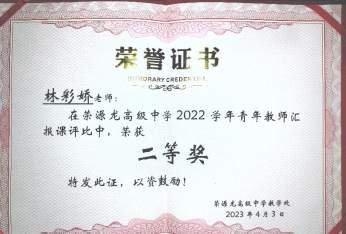 荣誉证书
HONORARY CREDENTIAL
林彩娇老师:
在荣源龙高级中学2022学年青年教师汇
报课评比中,荣获
二等奖
特发此证,以资鼓励!
荣源龙高级中学教学处
2023年4月3日